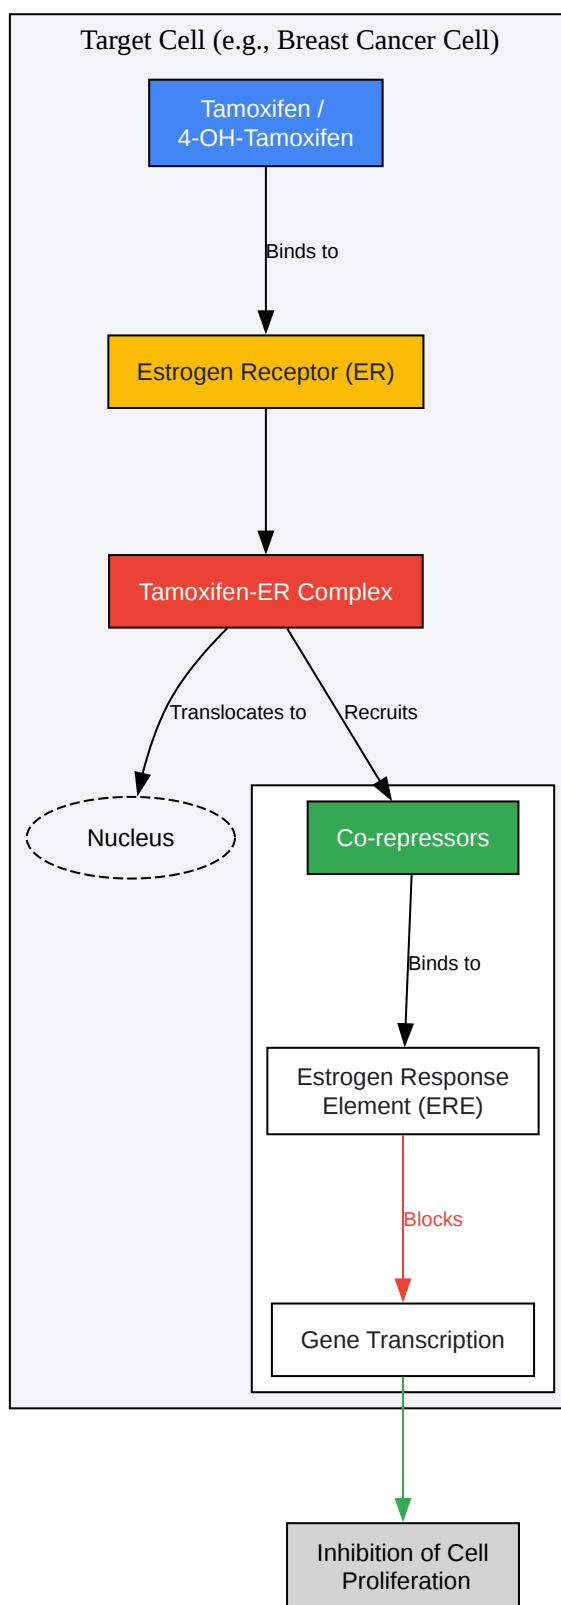 Target Cell (e.g., Breast Cancer Cell)
Tamoxifen /
4-OH-Tamoxifen
Binds to
Estrogen Receptor (ER)
Tamoxifen-ER Complex
Translocates to
Recruits
Nucleus
Co-repressors
Binds to
Estrogen Response
Element (ERE)
Blocks
Gene Transcription
Inhibition of Cell
Proliferation